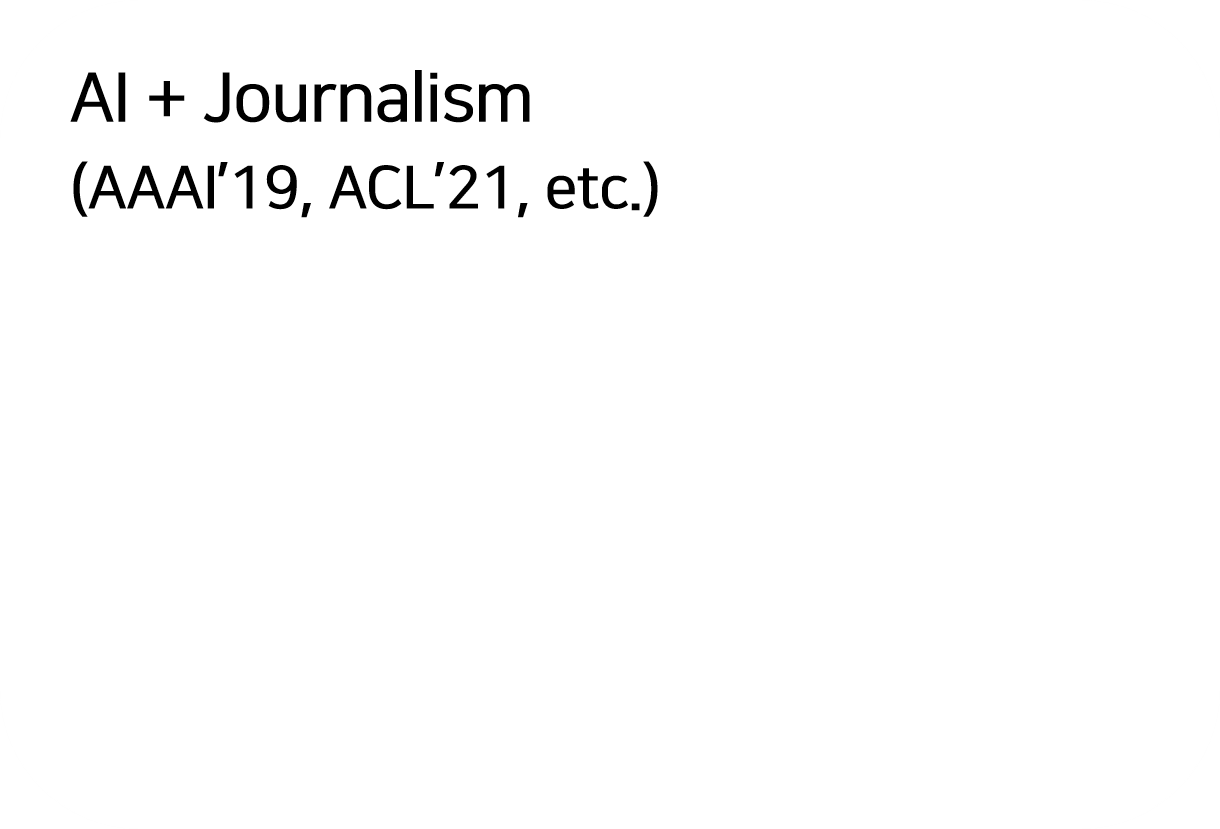 AI + Journalism
(AAAI’19, ACL’21, etc.)